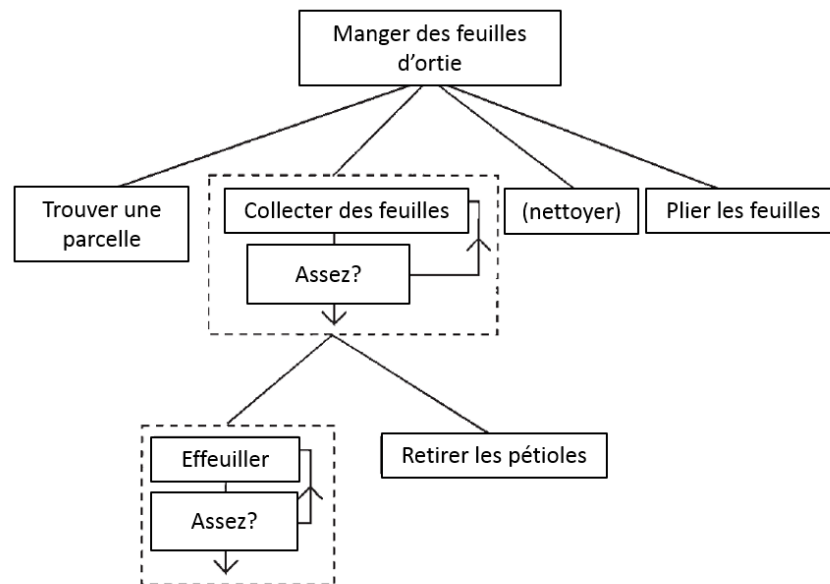 Manger des feuilles
d’ortie
Trouver une
parcelle
Collecter des feuilles
Assez?
(nettoyer)
Plier les feuilles
Effeuiller
Assez?
Retirer les pétioles